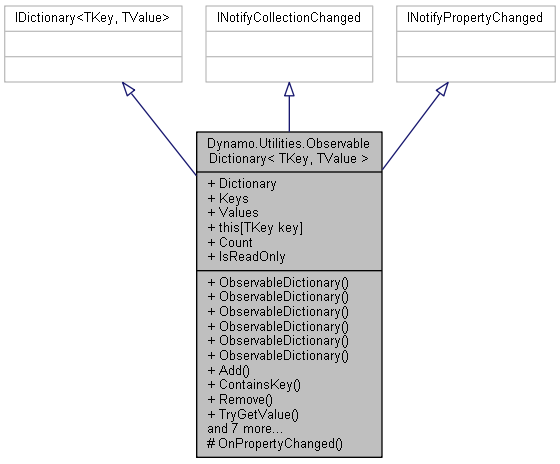 IDictionary<TKey, TValue>
INotifyCollectionChanged
INotifyPropertyChanged
Dynamo.Utilities.Observable
Dictionary< TKey, TValue >
+ Dictionary
+ Keys
+ Values
+ this[TKey key]
+ Count
+ IsReadOnly
+ ObservableDictionary()
+ ObservableDictionary()
+ ObservableDictionary()
+ ObservableDictionary()
+ ObservableDictionary()
+ ObservableDictionary()
+ Add()
+ ContainsKey()
+ Remove()
+ TryGetValue()
and 7 more...
# OnPropertyChanged()